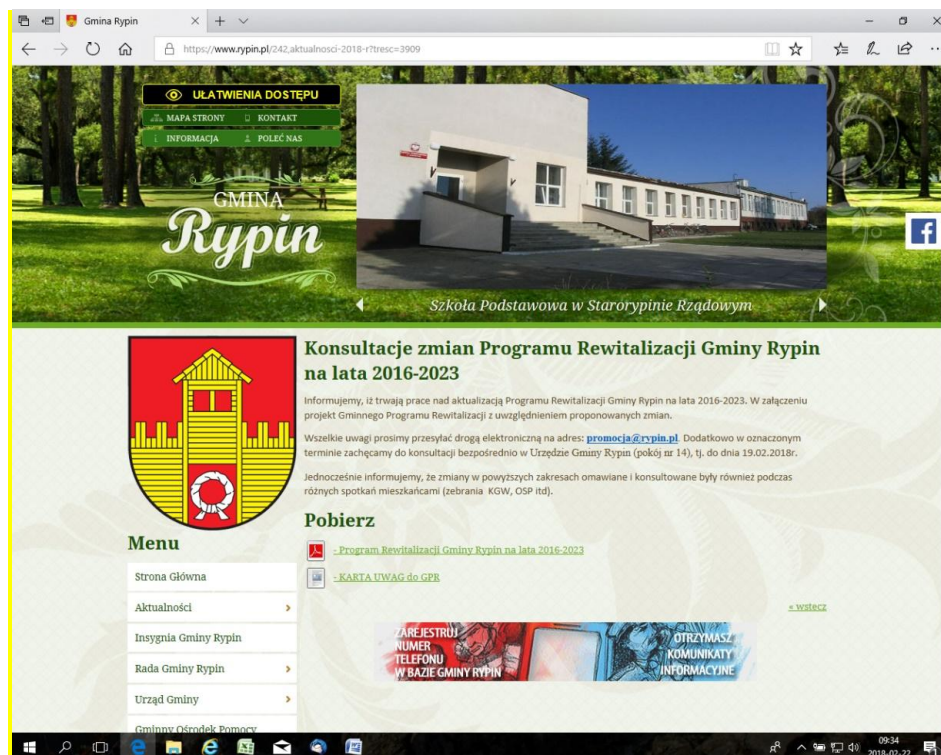 Gmina Rypin
https://www.rypin.pl/242,aktualnosci-2018-r?tresc=3909
UŁATWIENIA DOSTĘPU
MAPA STRONY KONTAKT
INFORMACJA POLEĆ NAS
GMINA
Rypin
Szkoła Podstawowa w Starorypinie Rządowym
Konsultacje zmian Programu Rewitalizacji Gminy Rypin
na lata 2016-2023
Informujemy, iż trwają prace nad aktualizacją Programu Rewitalizacji Gminy Rypin na lata 2016-2023. W załączeniu
projekt Gminnego Programu Rewitalizacji z uwzględnieniem proponowanych zmian.
Wszelkie uwagi prosimy przesyłać drogą elektroniczną na adres: promocja@rypin.pl. Dodatkowo w oznaczonym
terminie zachęcamy do konsultacji bezpośrednio w Urzędzie Gminy Rypin (pokój nr 14), tj. do dnia 19.02.2018r.
Jednocześnie informujemy, że zmiany w powyższych zakresach omawiane i konsultowane były również podczas
różnych spotkań mieszkańcami (zebrania KGW, OSP itd).
Pobierz
- Program Rewitalizacji Gminy Rypin na lata 2016-2023
- KARTA UWAG do GPR
« wstecz
Menu
Strona Główna
Aktualności
Insygnia Gminy Rypin
Rada Gminy Rypin
Urząd Gminy
Gminny Ośrodek Pomocy
ZAREJESTRUJ
NUMER
TELEFONU
W BAZIE GMINY RYPIN
OTRZYMASZ
KOMUNIKATY
INFORMACYJNE
09:34
2018-02-22